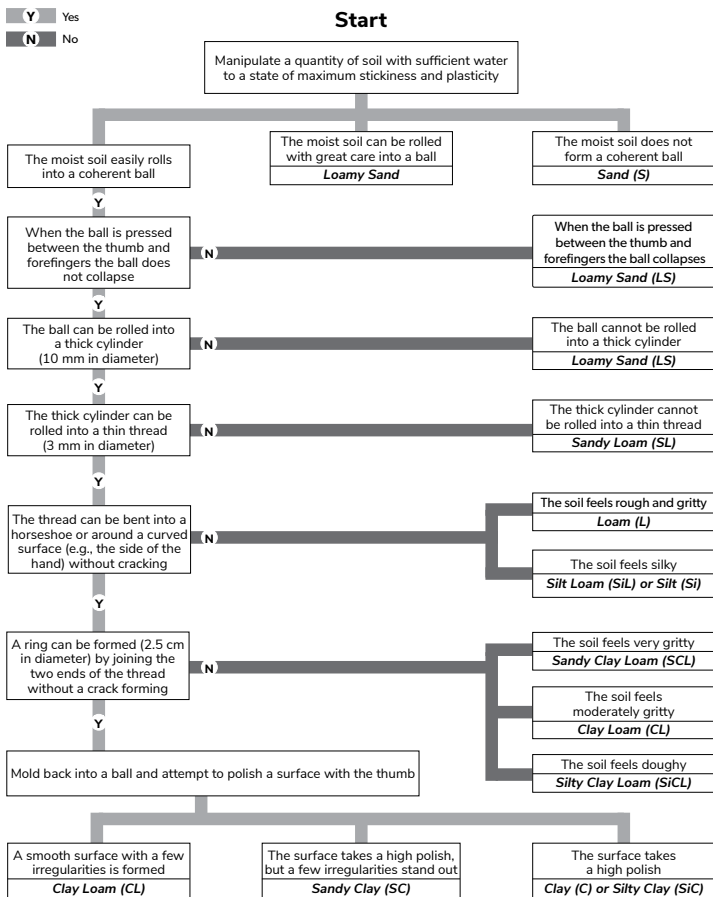 Y Yes
N No
Start
Manipulate a quantity of soil with sufficient water
to a state of maximum stickiness and plasticity
The moist soil easily rolls
into a coherent ball
The moist soil can be rolled
with great care into a ball
Loamy Sand
The moist soil does not
form a coherent ball
Sand (S)
Y
When the ball is pressed
between the thumb and
forefingers the ball does
not collapse
N
When the ball is pressed
between the thumb and
forefingers the ball collapses
Loamy Sand (LS)
Y
The ball can be rolled into
a thick cylinder
(10 mm in diameter)
N
The ball cannot be rolled
into a thick cylinder
Loamy Sand (LS)
Y
The thick cylinder can be
rolled into a thin thread
(3 mm in diameter)
N
The thick cylinder cannot
be rolled into a thin thread
Sandy Loam (SL)
Y
The thread can be bent into a
horseshoe or around a curved
surface (e.g., the side of the
hand) without cracking
N
The soil feels rough and gritty
Loam (L)
The soil feels silky
Silt Loam (SiL) or Silt (Si)
Y
A ring can be formed (2.5 cm
in diameter) by joining the
two ends of the thread
without a crack forming
N
The soil feels very gritty
Sandy Clay Loam (SCL)
The soil feels
moderately gritty
Clay Loam (CL)
The soil feels doughy
Silty Clay Loam (SiCL)
Y
Mold back into a ball and attempt to polish a surface with the thumb
A smooth surface with a few
irregularities is formed
Clay Loam (CL)
The surface takes a high polish,
but a few irregularities stand out
Sandy Clay (SC)
The surface takes
a high polish
Clay (C) or Silty Clay (SiC)